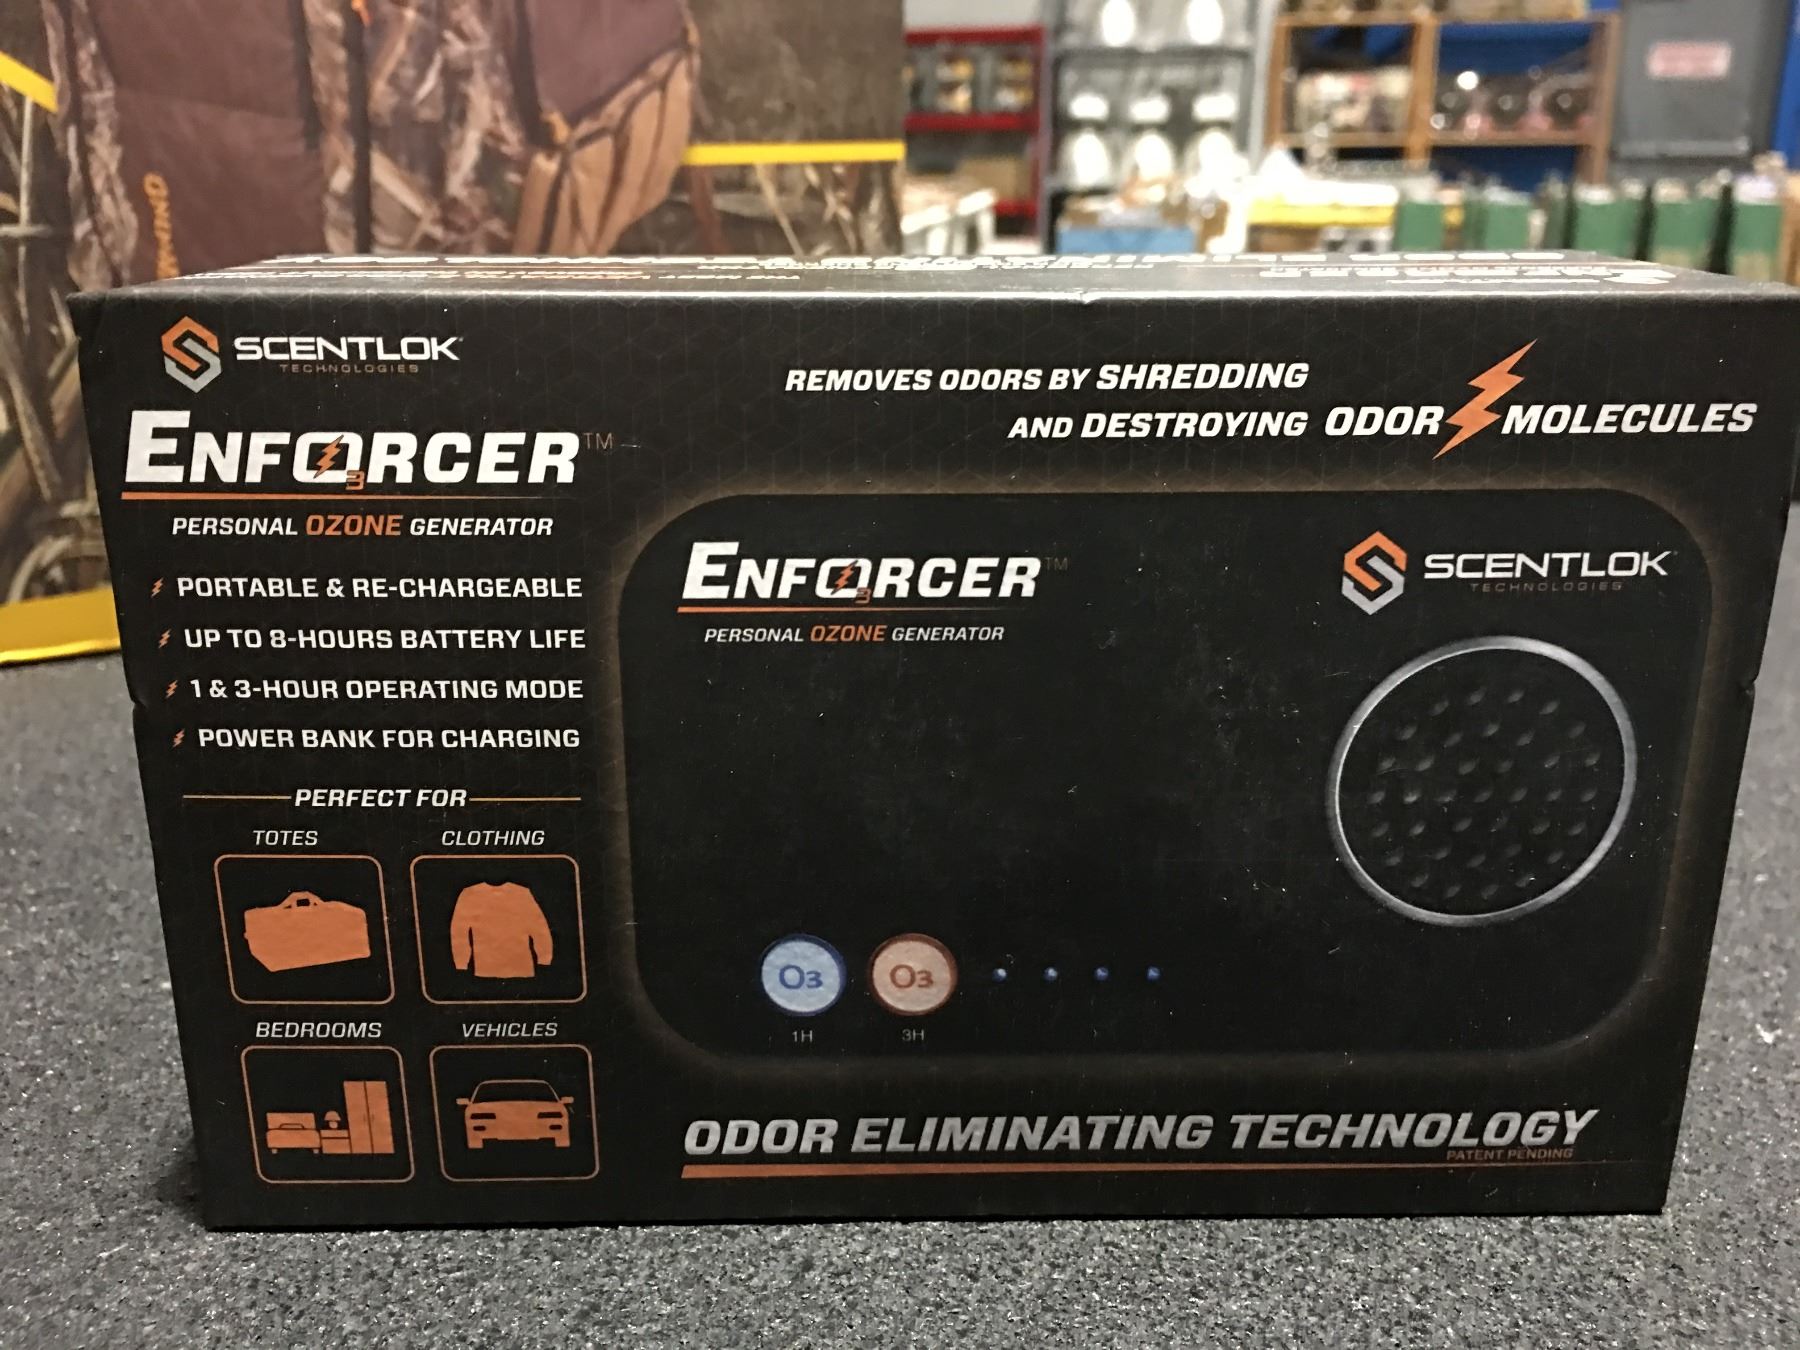 SCENTLOK
TECHNOLOGIES
ENFO3RCER™
PERSONAL OZONE GENERATOR
PORTABLE & RE-CHARGEABLE
UP TO 8-HOURS BATTERY LIFE
1 & 3-HOUR OPERATING MODE
POWER BANK FOR CHARGING
PERFECT FOR
TOTES CLOTHING
BEDROOMS VEHICLES
REMOVES ODORS BY SHREDDING
AND DESTROYING ODOR MOLECULES
ENFO3RCER™
PERSONAL OZONE GENERATOR
SCENTLOK
TECHNOLOGIES
O3 O3
1H 3H
ODOR ELIMINATING TECHNOLOGY
PATENT PENDING